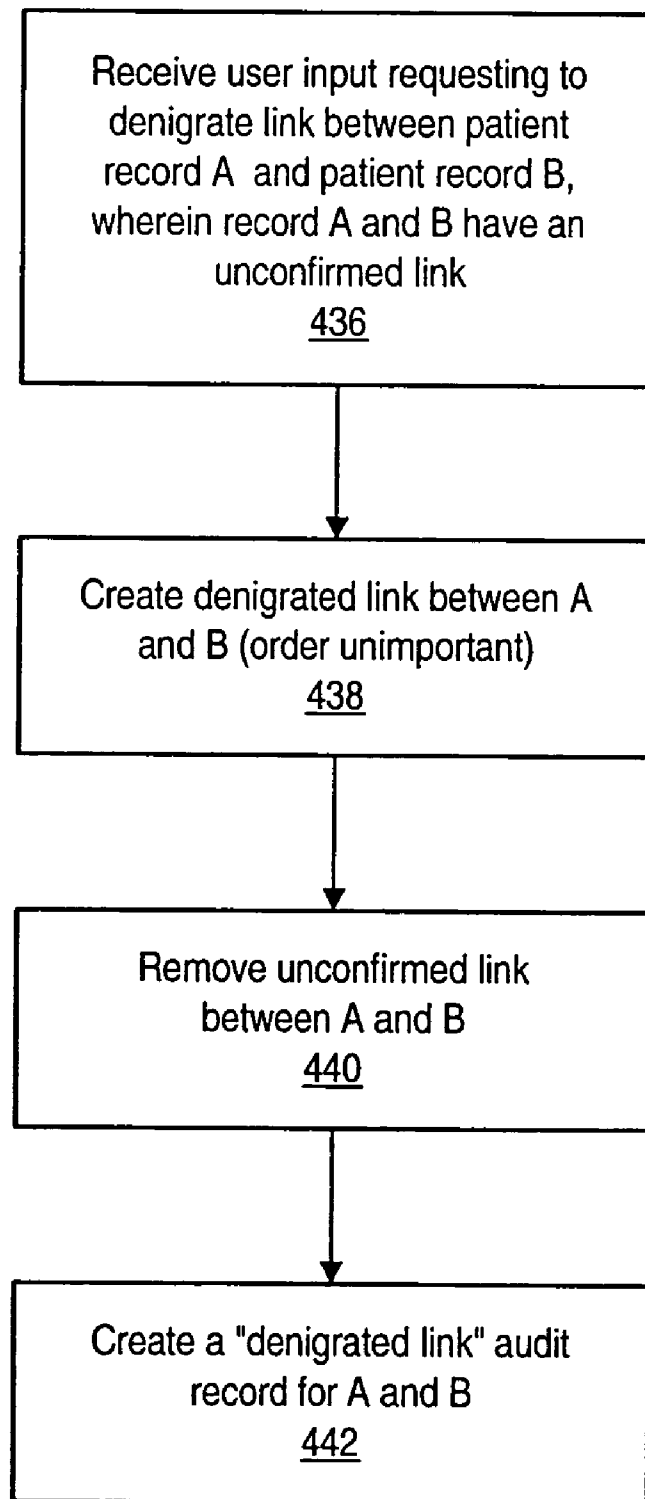 Receive user input requesting to
denigrate link between patient
record A and patient record B,
wherein record A and B have an
unconfirmed link
436
Create denigrated link between A
and B (order unimportant)
438
Remove unconfirmed link
between A and B
440
Create a "denigrated link" audit
record for A and B
442